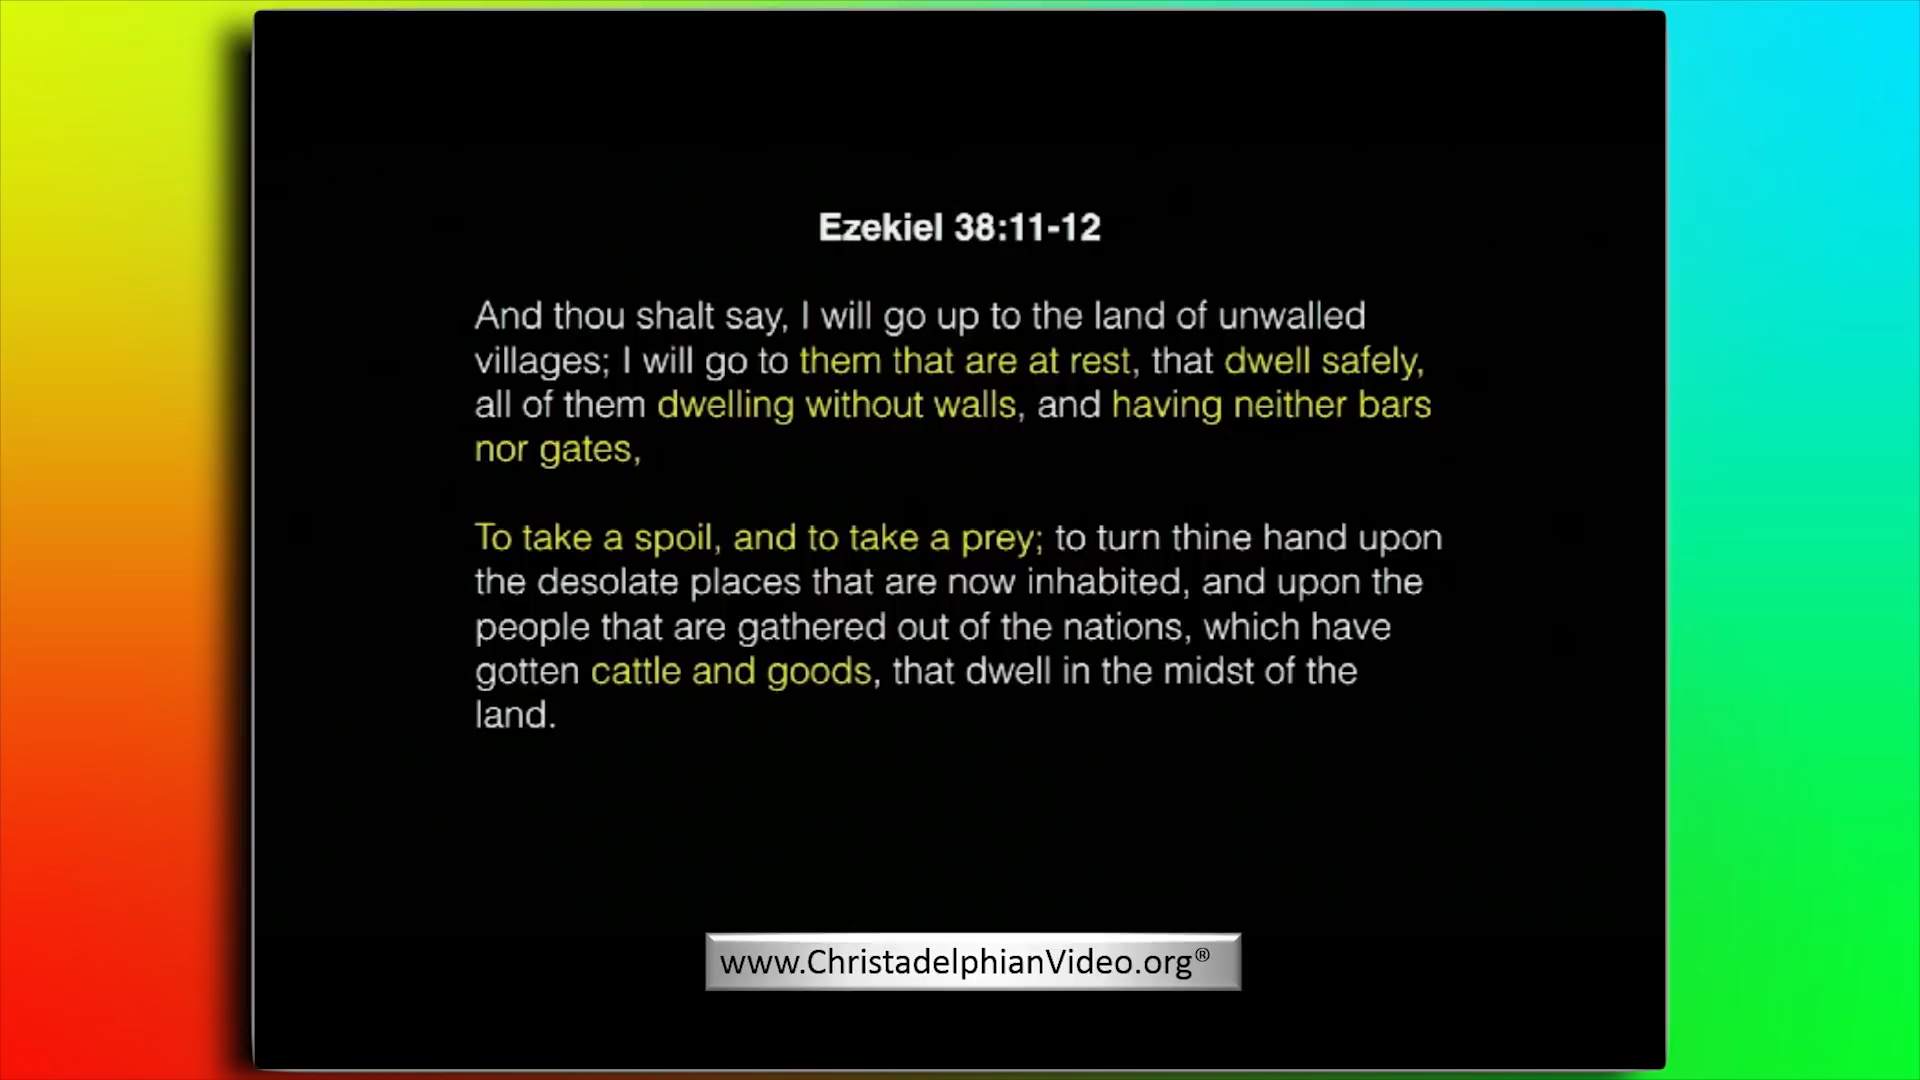 Ezekiel 38:11-12
And thou shalt say, I will go up to the land of unwalled
villages; I will go to them that are at rest, that dwell safely,
all of them dwelling without walls, and having neither bars
nor gates,
To take a spoil, and to take a prey; to turn thine hand upon
the desolate places that are now inhabited, and upon the
people that are gathered out of the nations, which have
gotten cattle and goods, that dwell in the midst of the
land.
www.ChristadelphianVideo.org®